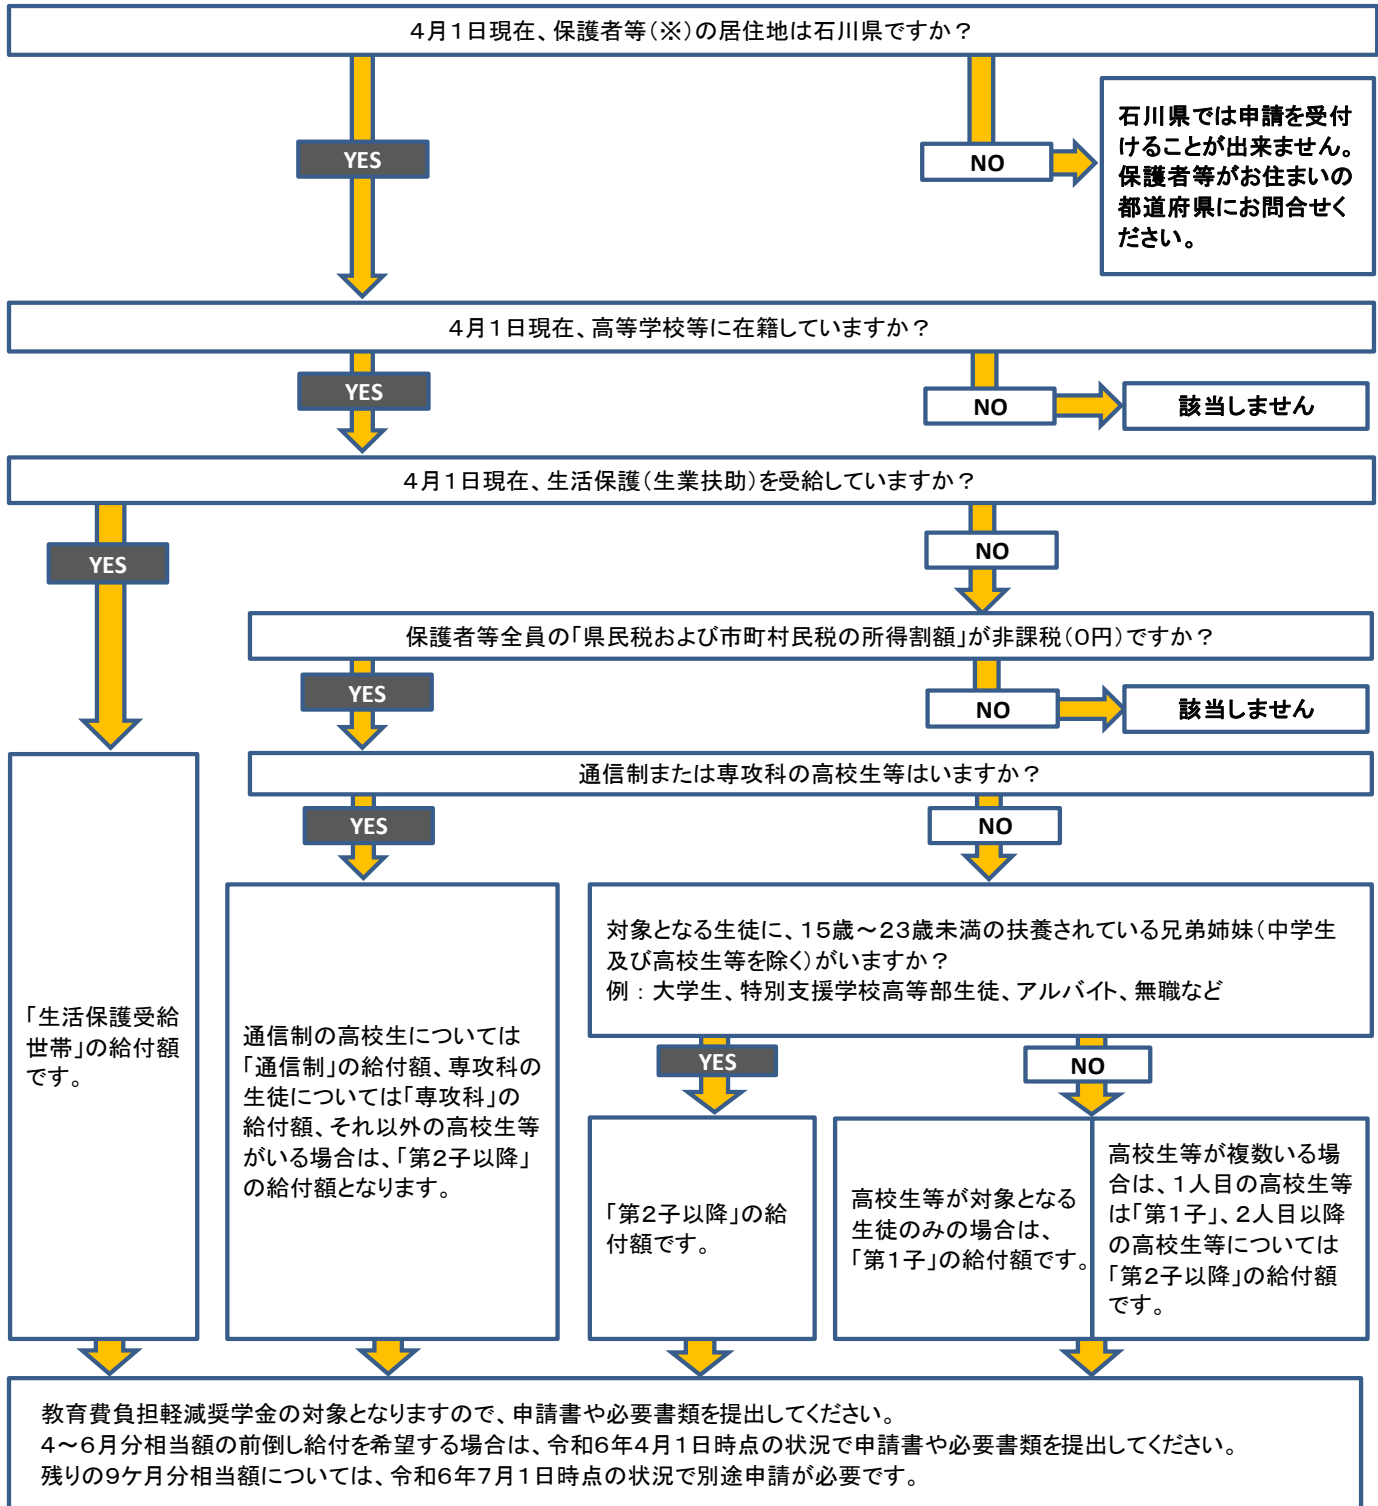 4月1日現在、保護者等(※)の居住地は石川県ですか？
YES
NO
石川県では申請を受付
けることが出来ません。
保護者等がお住まいの
都道府県にお問合せく
ださい。
4月1日現在、高等学校等に在籍していますか？
YES
NO
該当しません
4月1日現在、生活保護(生業扶助)を受給していますか？
YES
NO
保護者等全員の「県民税および市町村民税の所得割額」が非課税(0円)ですか？
YES
NO
該当しません
通信制または専攻科の高校生等はいますか？
YES
NO
対象となる生徒に、15歳～23歳未満の扶養されている兄弟姉妹(中学生
及び高校生等を除く)がいますか？
例：大学生、特別支援学校高等部生徒、アルバイト、無職など
YES
NO
「生活保護受給
世帯」の給付額
です。
通信制の高校生については
「通信制」の給付額、専攻科の
生徒については「専攻科」の
給付額、それ以外の高校生等
がいる場合は、「第2子以降」
の給付額となります。
「第2子以降」の給
付額です。
高校生等が対象となる
生徒のみの場合は、
「第1子」の給付額です。
高校生等が複数いる場
合は、1人目の高校生等
は「第1子」、2人目以降
の高校生等については
「第2子以降」の給付額
です。
教育費負担軽減奨学金の対象となりますので、申請書や必要書類を提出してください。
4～6月分相当額の前倒し給付を希望する場合は、令和6年4月1日時点の状況で申請書や必要書類を提出してください。
残りの9ケ月分相当額については、令和6年7月1日時点の状況で別途申請が必要です。